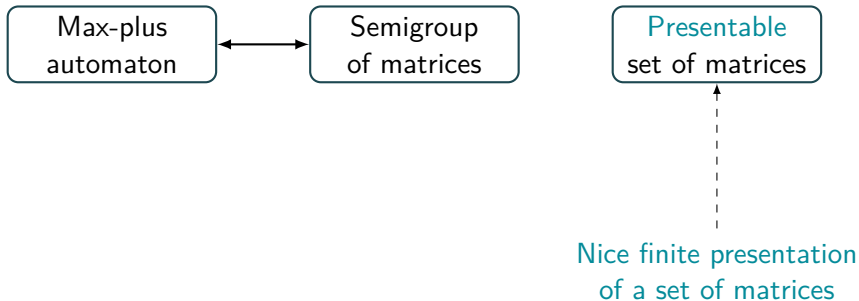 Max-plus
automaton
Semigroup
of matrices
Presentable
set of matrices
Nice finite presentation
of a set of matrices